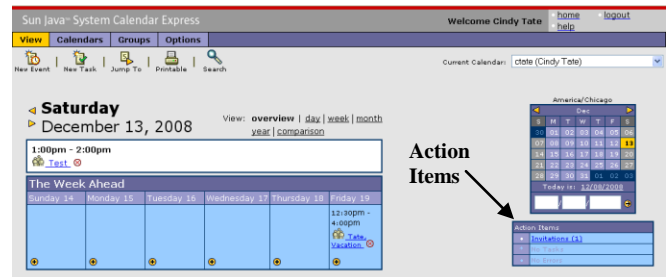 Sun Java™ System Calendar Express
Welcome Cindy Tate
home
logout
help
View Calendars Groups Options
New Event | New Task | Jump To | Printable | Search
Current Calendar: ctate (Cindy Tate)
Saturday
December 13, 2008
View: overview | day | week | month
year | comparison
1:00pm - 2:00pm
Test
The Week Ahead
Sunday 14 Monday 15 Tuesday 16 Wednesday 17 Thursday 18 Friday 19
12:30pm -
4:00pm
Tate,
Vacation
Action
Items
America/Chicago
Dec
S M T W T F S
30 01 02 03 04 05 06
07 08 09 10 11 12 13
14 15 16 17 18 19 20
21 22 23 24 25 26 27
28 29 30 31 01 02 03
Today is: 12/09/2008
/ /
Action Items
Invitations (1)
No Tasks
No Errors